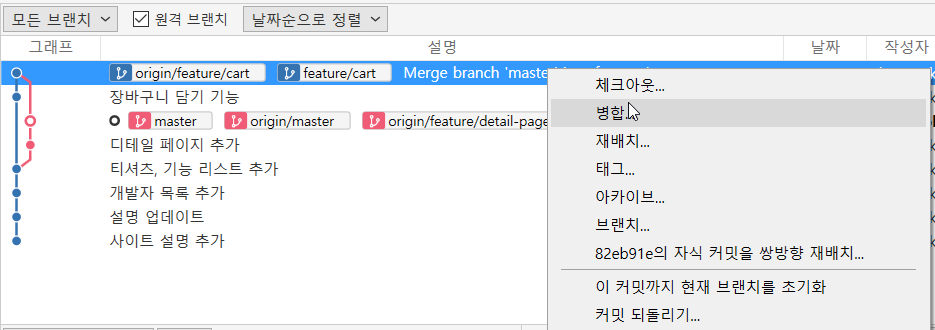 모든 브랜치 원격 브랜치 날짜순으로 정렬
그래프 설명 날짜 작성자
origin/feature/cart feature/cart Merge branch 'master'
장바구니 담기 기능
master origin/master origin/feature/detail-page
디테일 페이지 추가
티셔츠, 기능 리스트 추가
개발자 목록 추가
설명 업데이트
사이트 설명 추가
체크아웃...
병합...
재배치...
태그...
아카이브...
브랜치...
82eb91e의 자식 커밋을 쌍방향 재배치...
이 커밋까지 현재 브랜치를 초기화
커밋 되돌리기...